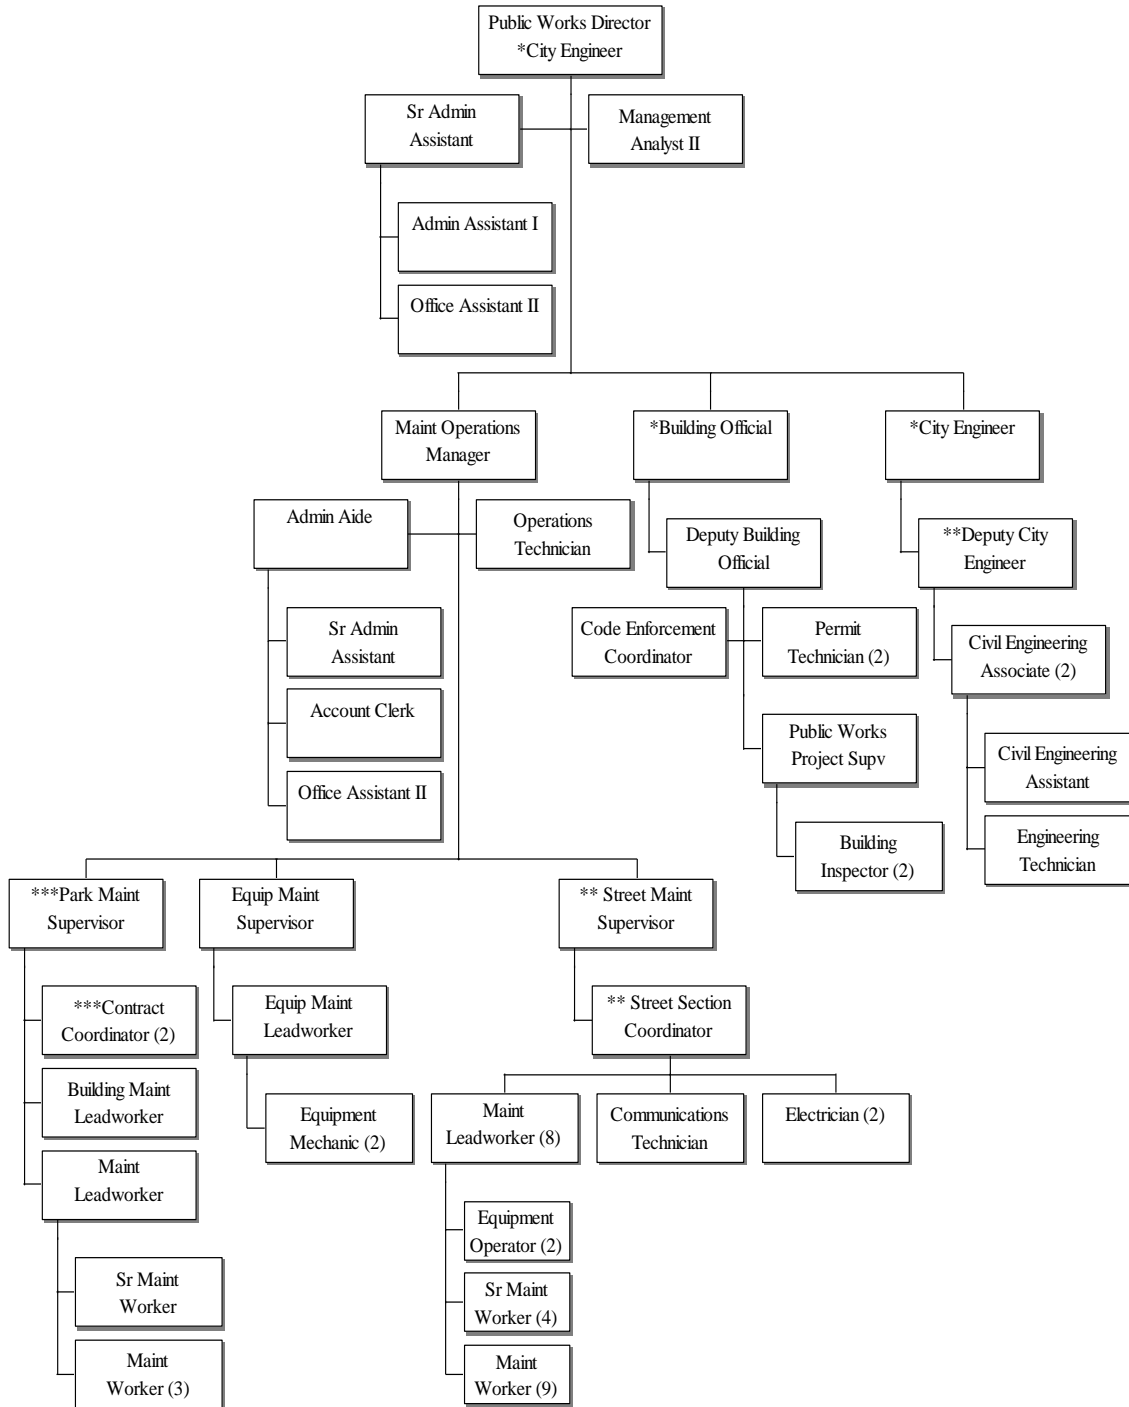 Public Works Director
*City Engineer
Sr Admin
Assistant
Management
Analyst II
Admin Assistant I
Office Assistant II
Maint Operations
Manager
*Building Official
*City Engineer
Admin Aide
Operations
Technician
Deputy Building
Official
**Deputy City
Engineer
Sr Admin
Assistant
Code Enforcement
Coordinator
Permit
Technician (2)
Civil Engineering
Associate (2)
Account Clerk
Public Works
Project Supv
Civil Engineering
Assistant
Office Assistant II
Building
Inspector (2)
Engineering
Technician
***Park Maint
Supervisor
Equip Maint
Supervisor
** Street Maint
Supervisor
***Contract
Coordinator (2)
Equip Maint
Leadworker
** Street Section
Coordinator
Building Maint
Leadworker
Equipment
Mechanic (2)
Maint
Leadworker (8)
Communications
Technician
Electrician (2)
Maint
Leadworker
Equipment
Operator (2)
Sr Maint
Worker
Sr Maint
Worker (4)
Maint
Worker (3)
Maint
Worker (9)